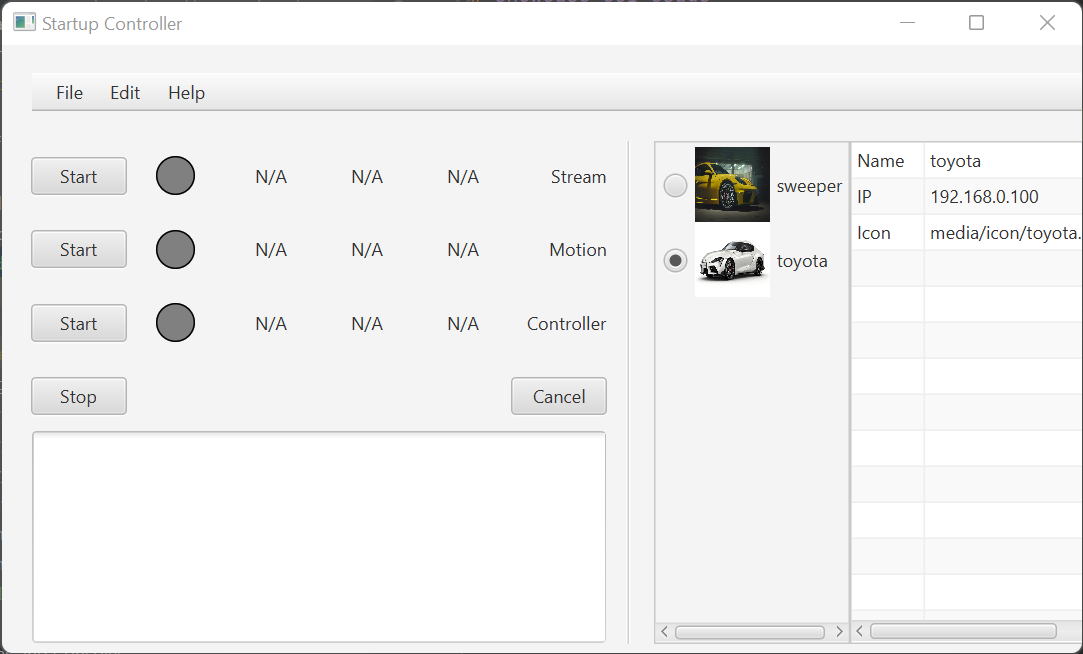 Startup Controller
File Edit Help
Start N/A N/A N/A Stream
Start N/A N/A N/A Motion
Start N/A N/A N/A Controller
Stop Cancel
sweeper
toyota
Name toyota
IP 192.168.0.100
Icon media/icon/toyota.